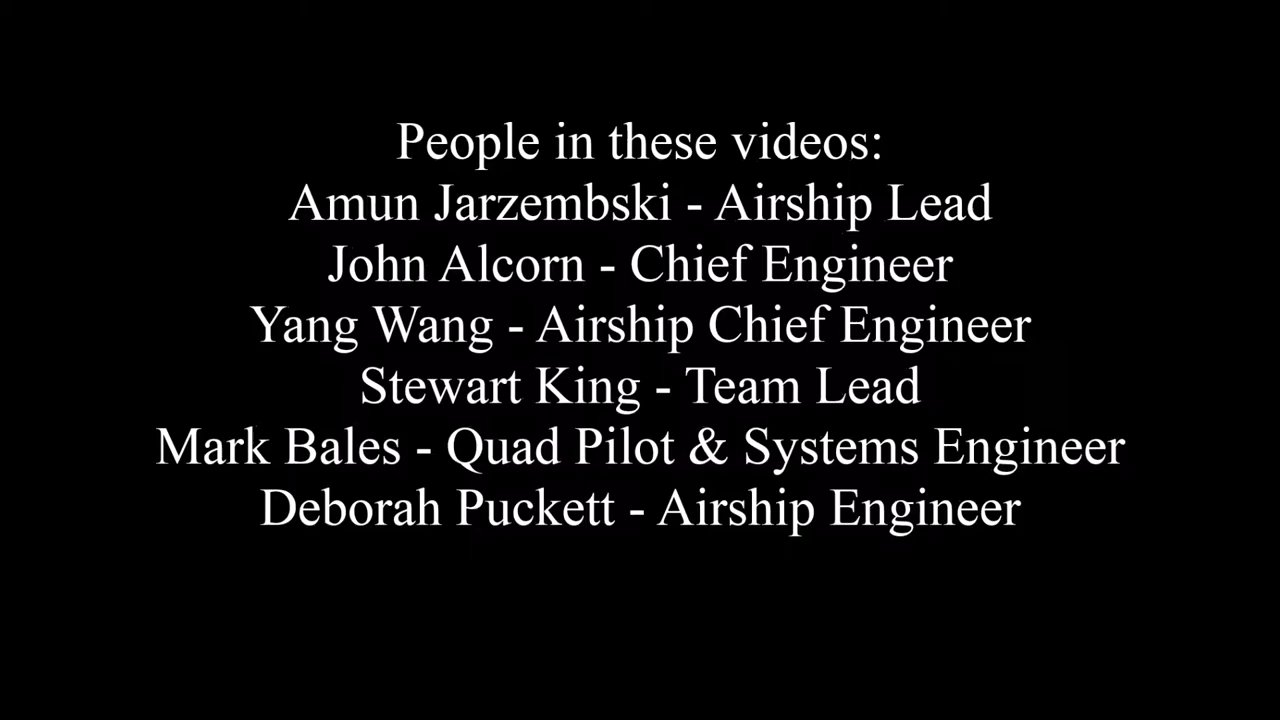 People in these videos:
Amun Jarzembski - Airship Lead
John Alcorn - Chief Engineer
Yang Wang - Airship Chief Engineer
Stewart King - Team Lead
Mark Bales - Quad Pilot & Systems Engineer
Deborah Puckett - Airship Engineer